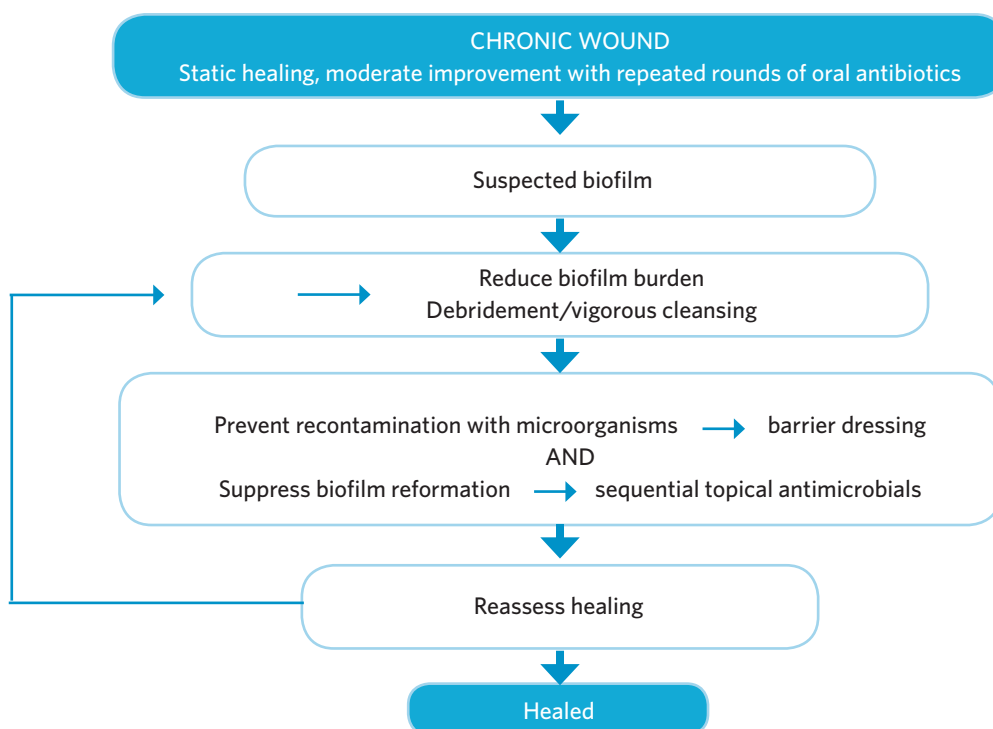 CHRONIC WOUND
Static healing, moderate improvement with repeated rounds of oral antibiotics
Suspected biofilm
Reduce biofilm burden
Debridement/vigorous cleansing
Prevent recontamination with microorganisms barrier dressing
AND
Suppress biofilm reformation sequential topical antimicrobials
Reassess healing
Healed